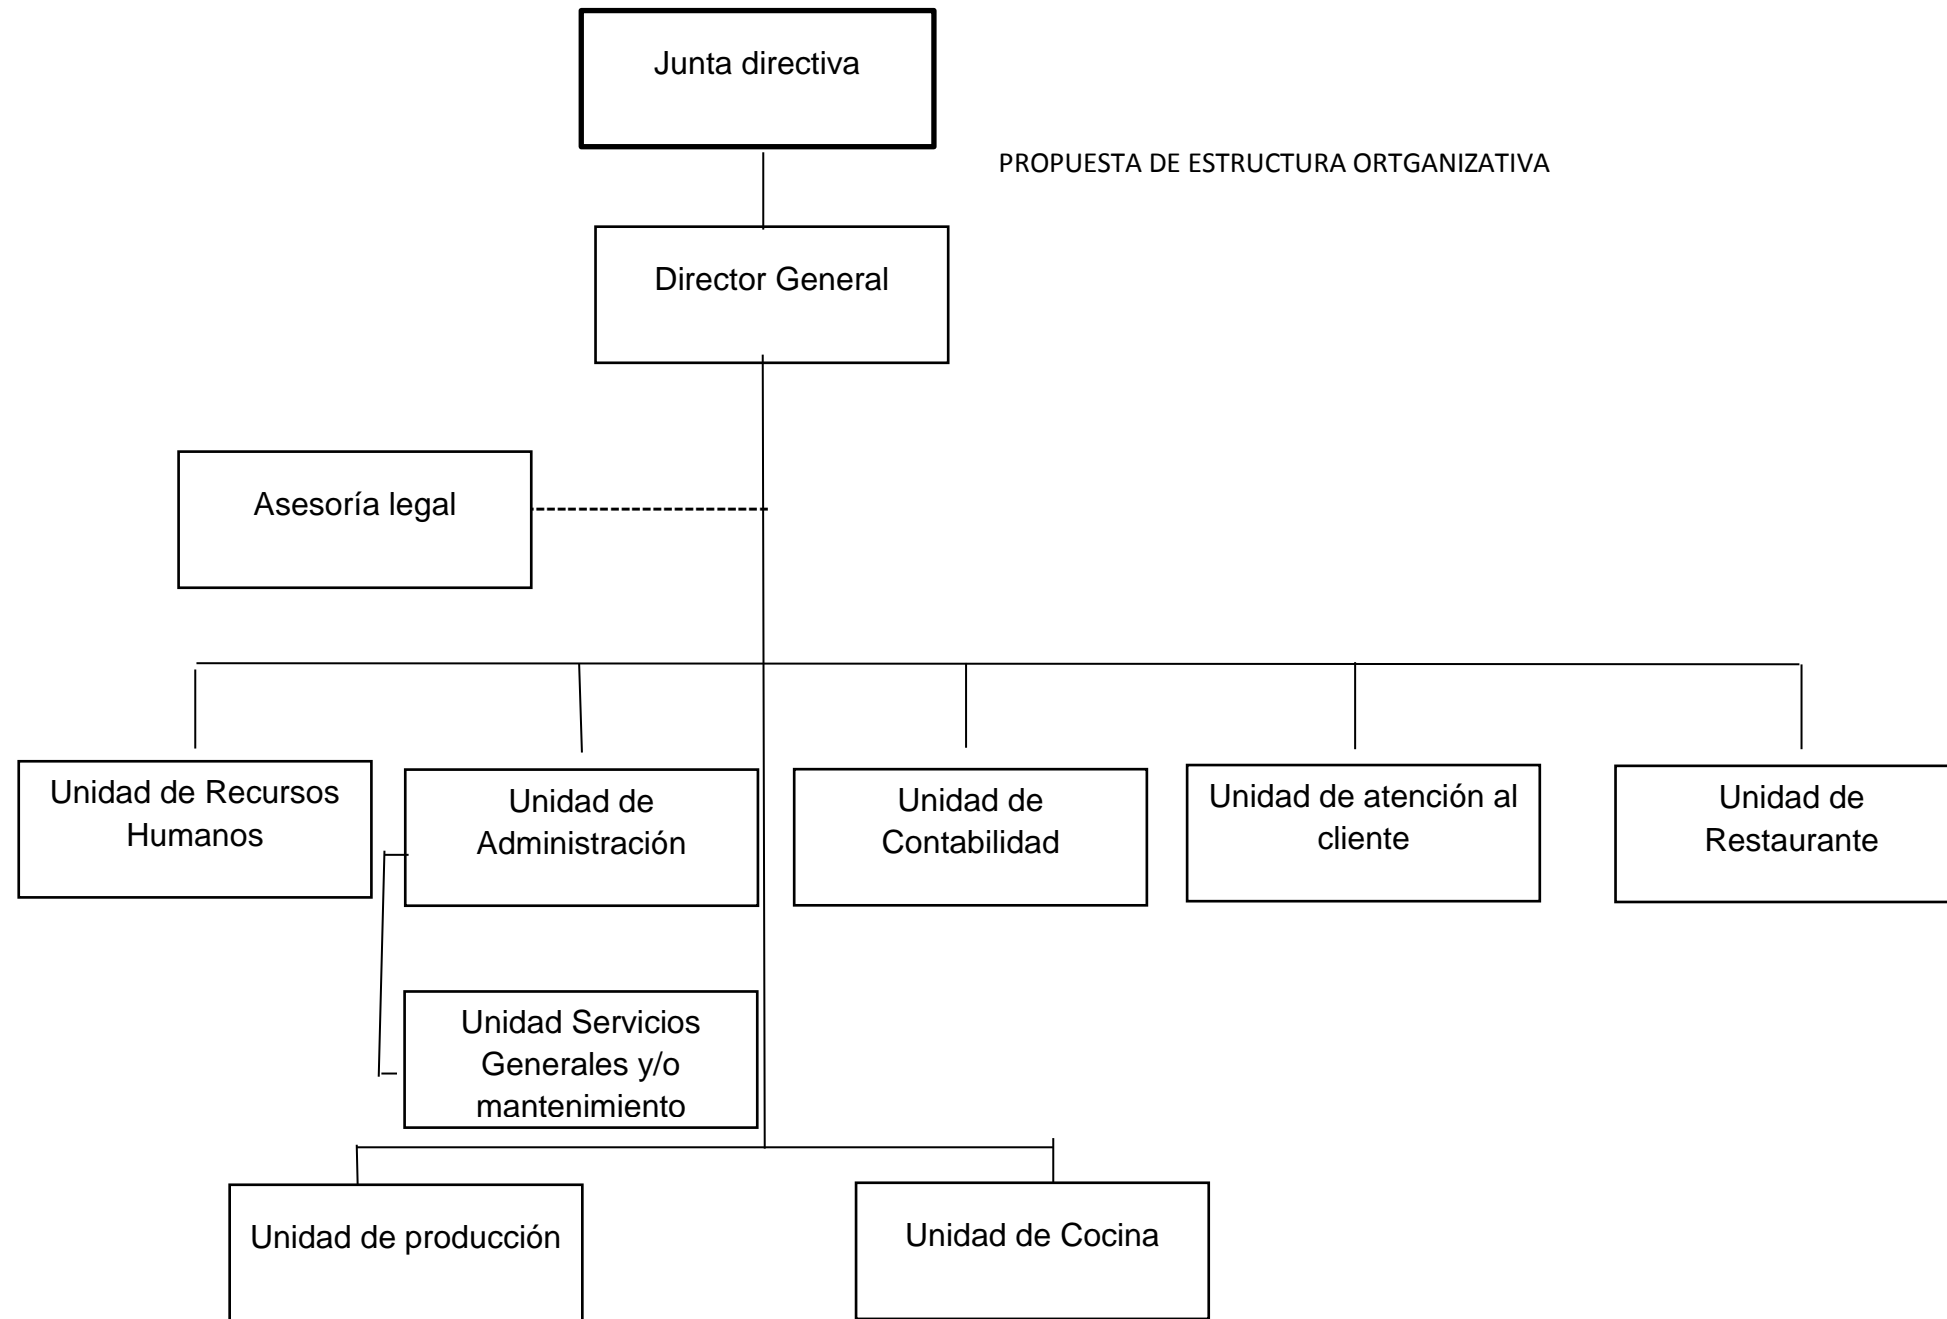 Junta directiva
PROPUESTA DE ESTRUCTURA ORTGANIZATIVA
Director General
Asesoría legal
Unidad de Recursos
Humanos
Unidad de
Administración
Unidad de
Contabilidad
Unidad de atención al
cliente
Unidad de
Restaurante
Unidad Servicios
Generales y/o
mantenimiento
Unidad de producción
Unidad de Cocina